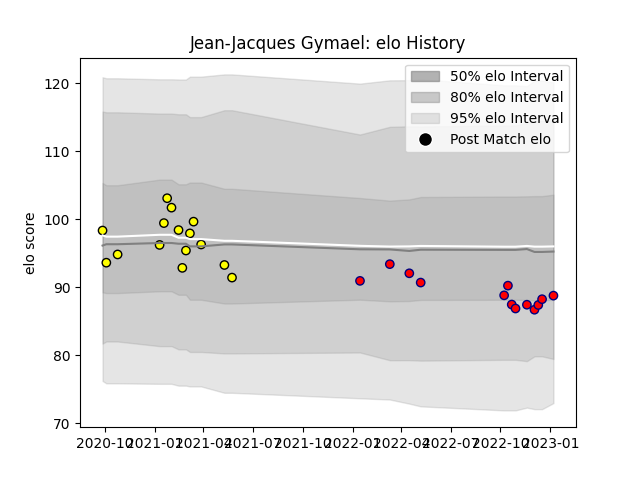 Jean-Jacques Gymael: elo History
50% elo Interval
80% elo Interval
95% elo Interval
Post Match elo
elo score
120
110
100
90
80
70
2020-10 2021-01 2021-04 2021-07 2021-10 2022-01 2022-04 2022-07 2022-10 2023-01